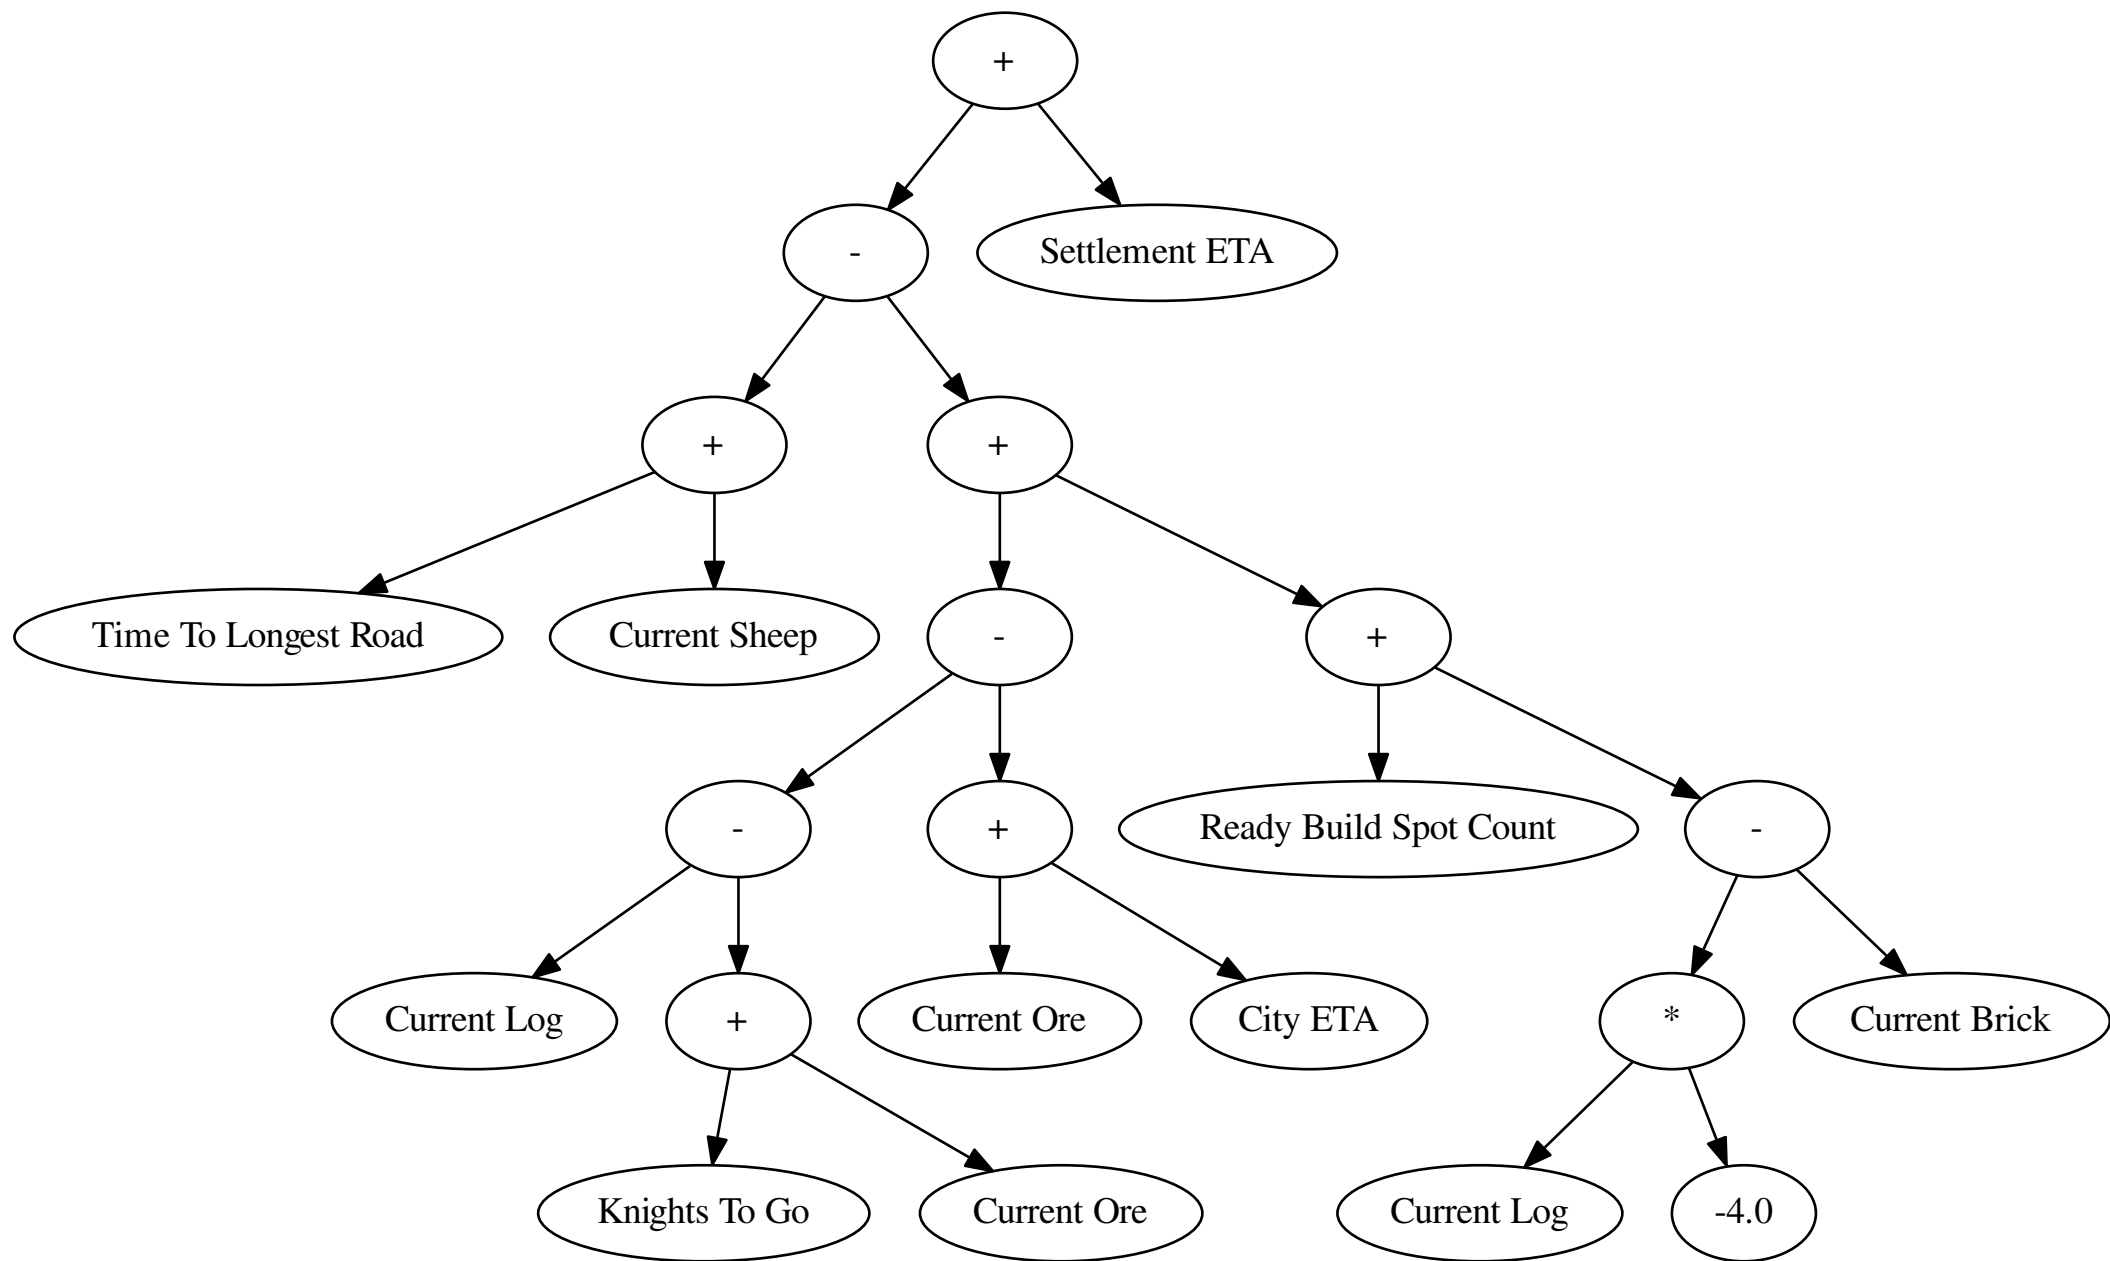 +
-
Settlement ETA
+
+
Time To Longest Road
Current Sheep
-
+
-
+
Ready Build Spot Count
-
Current Log
+
Current Ore
City ETA
*
Current Brick
Knights To Go
Current Ore
Current Log
-4.0